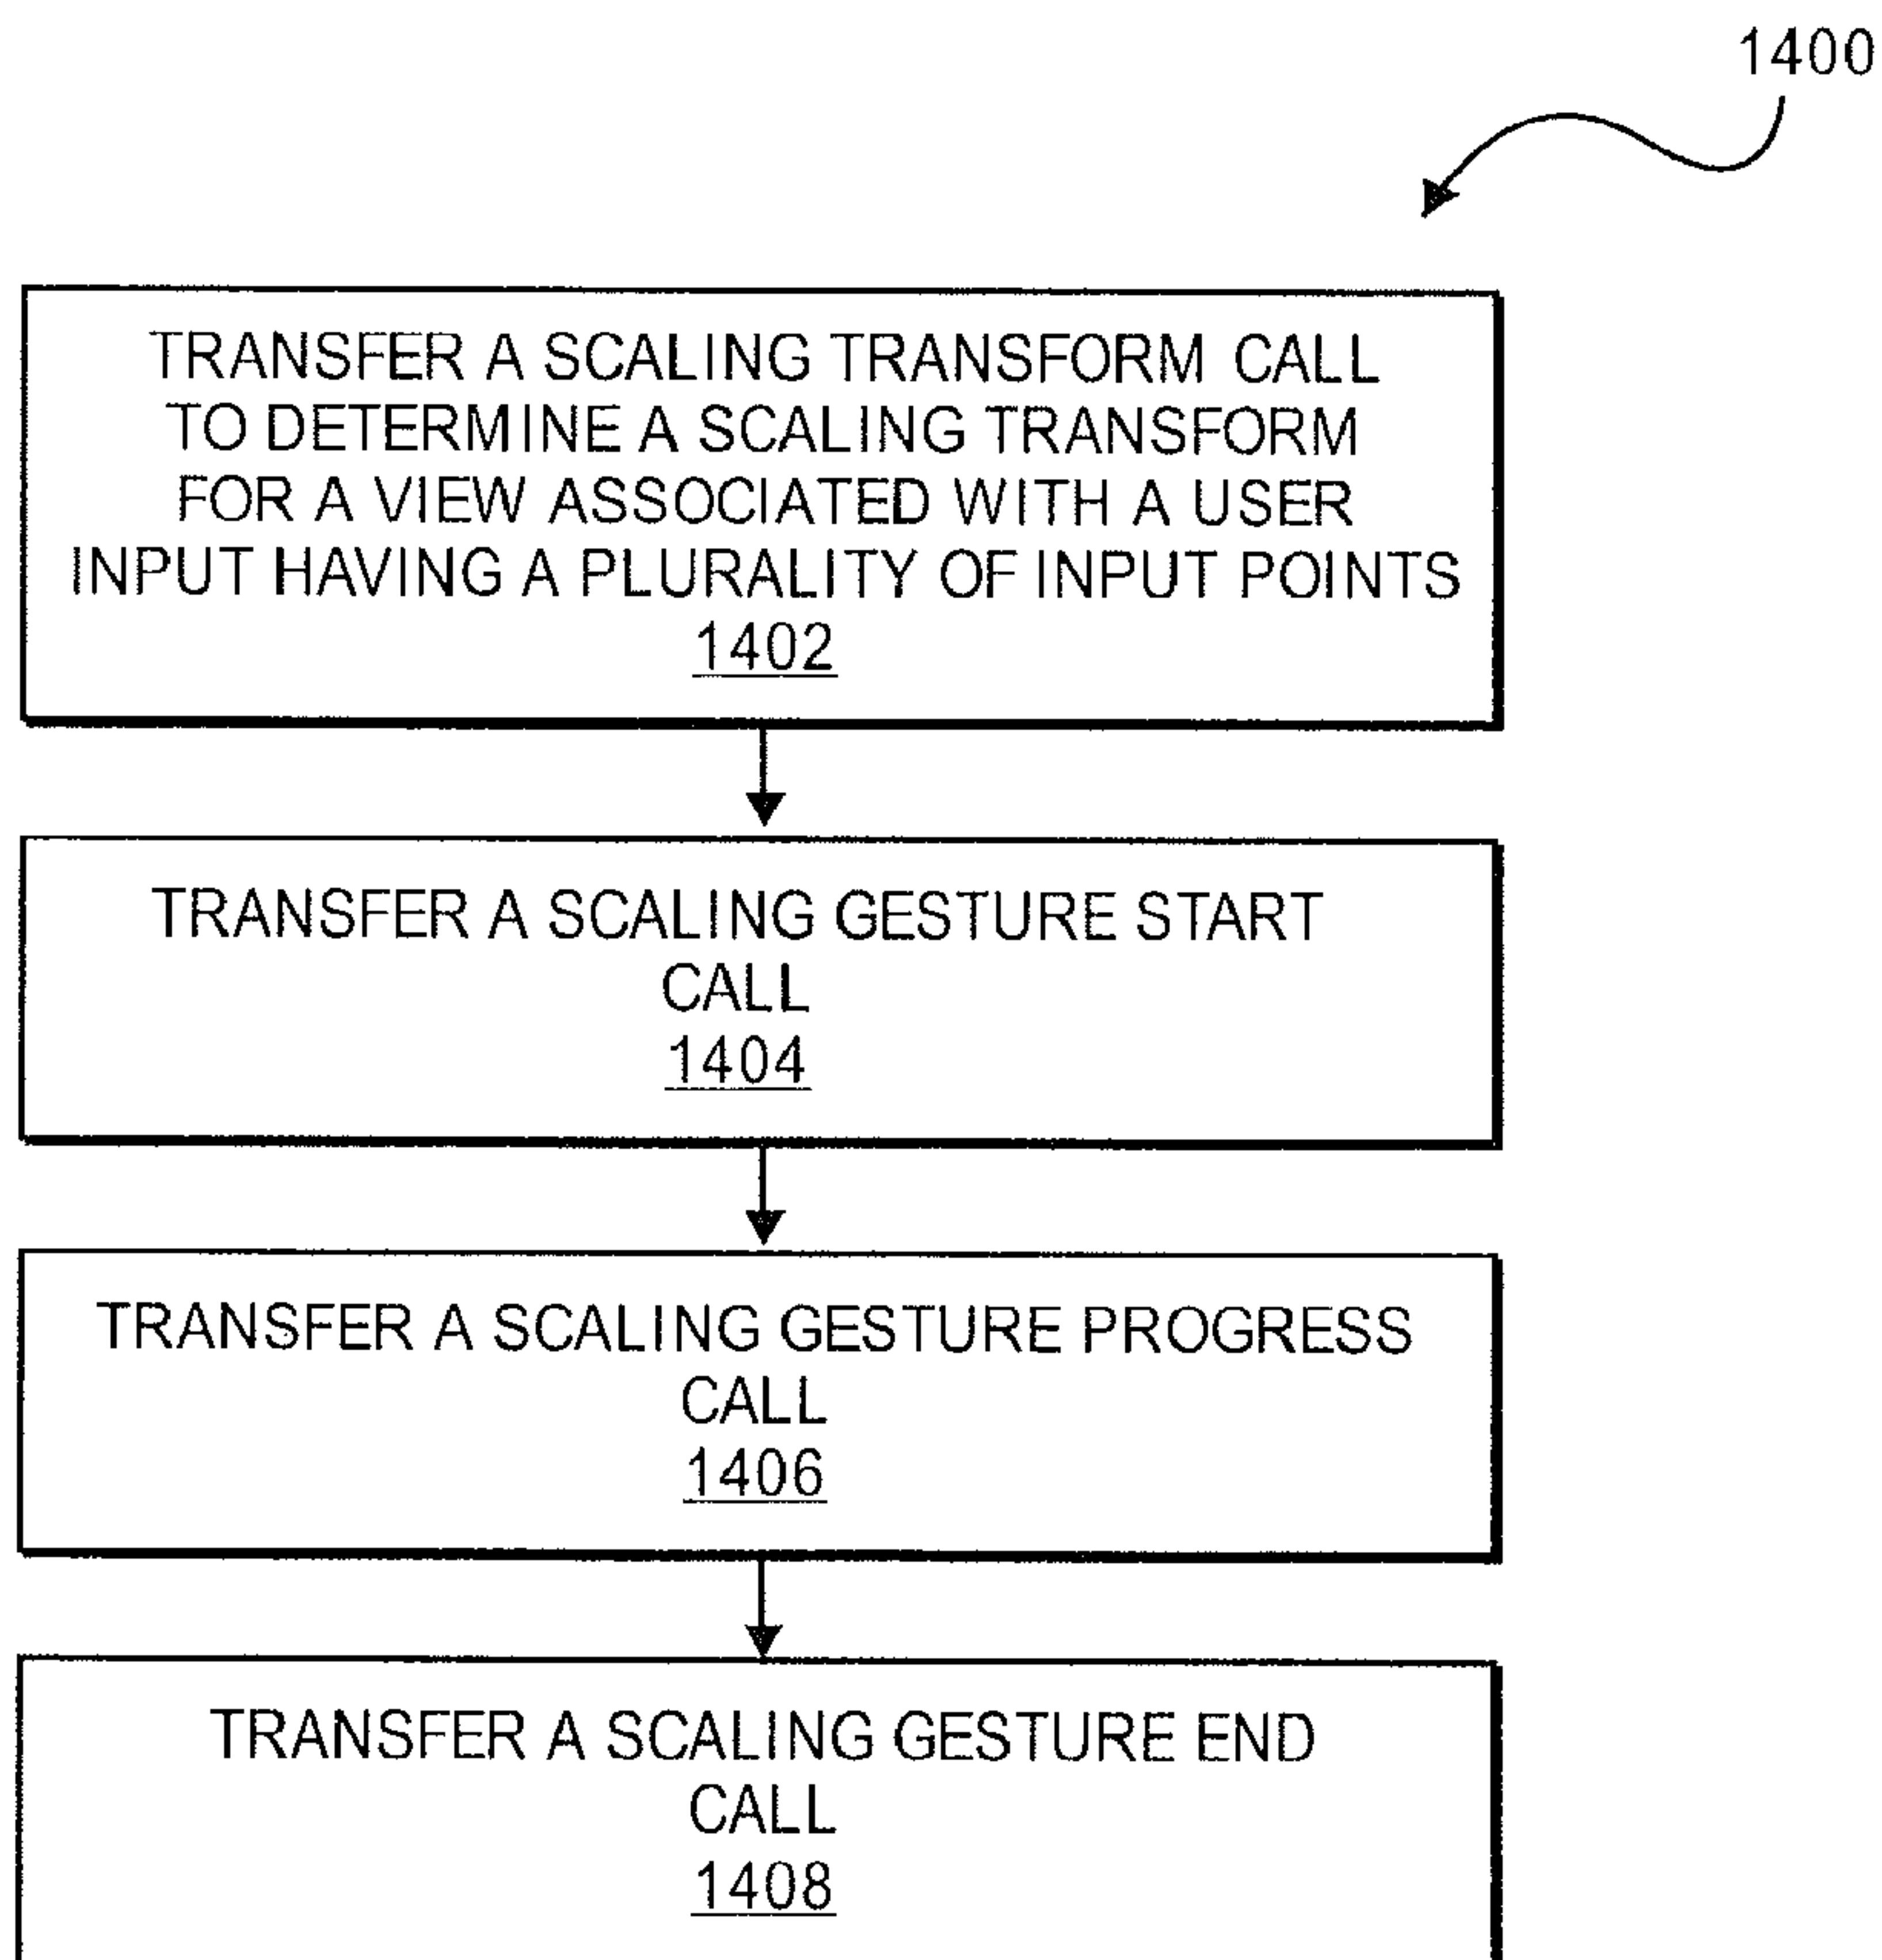 1400
TRANSFER A SCALING TRANSFORM CALL
TO DETERMINE A SCALING TRANSFORM
FOR A VIEW ASSOCIATED WITH A USER
INPUT HAVING A PLURALITY OF INPUT POINTS
1402
TRANSFER A SCALING GESTURE START
CALL
1404
TRANSFER A SCALING GESTURE PROGRESS
CALL
1406
TRANSFER A SCALING GESTURE END
CALL
1408